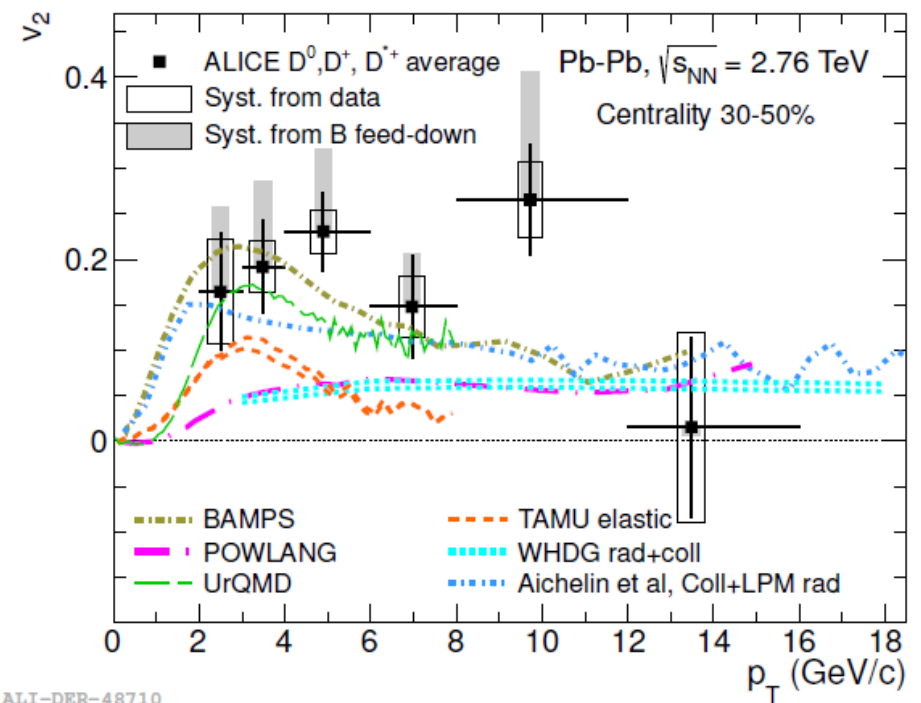 v2
ALICE D⁰,D⁺, D*⁺ average
Syst. from data
Syst. from B feed-down
Pb-Pb, √sNN = 2.76 TeV
Centrality 30-50%
0.4
0.2
0
BAMPS
POWLANG
UrQMD
TAMU elastic
WHDG rad+coll
Aichelin et al, Coll+LPM rad
0 2 4 6 8 10 12 14 16 18
pT (GeV/c)
ALI-DER-48710